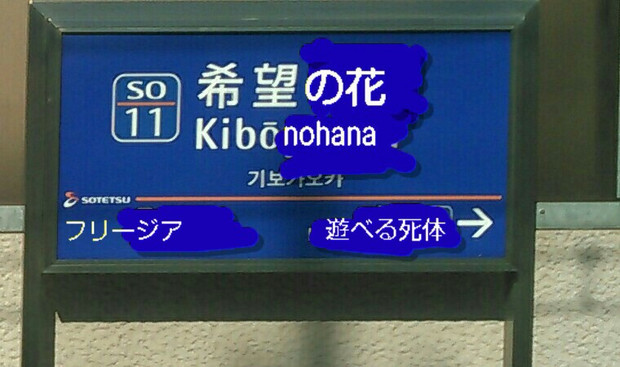 SO
11
希望の花
Kibōnohana
기보가오카
SOTETSU
フリージア
遊べる死体